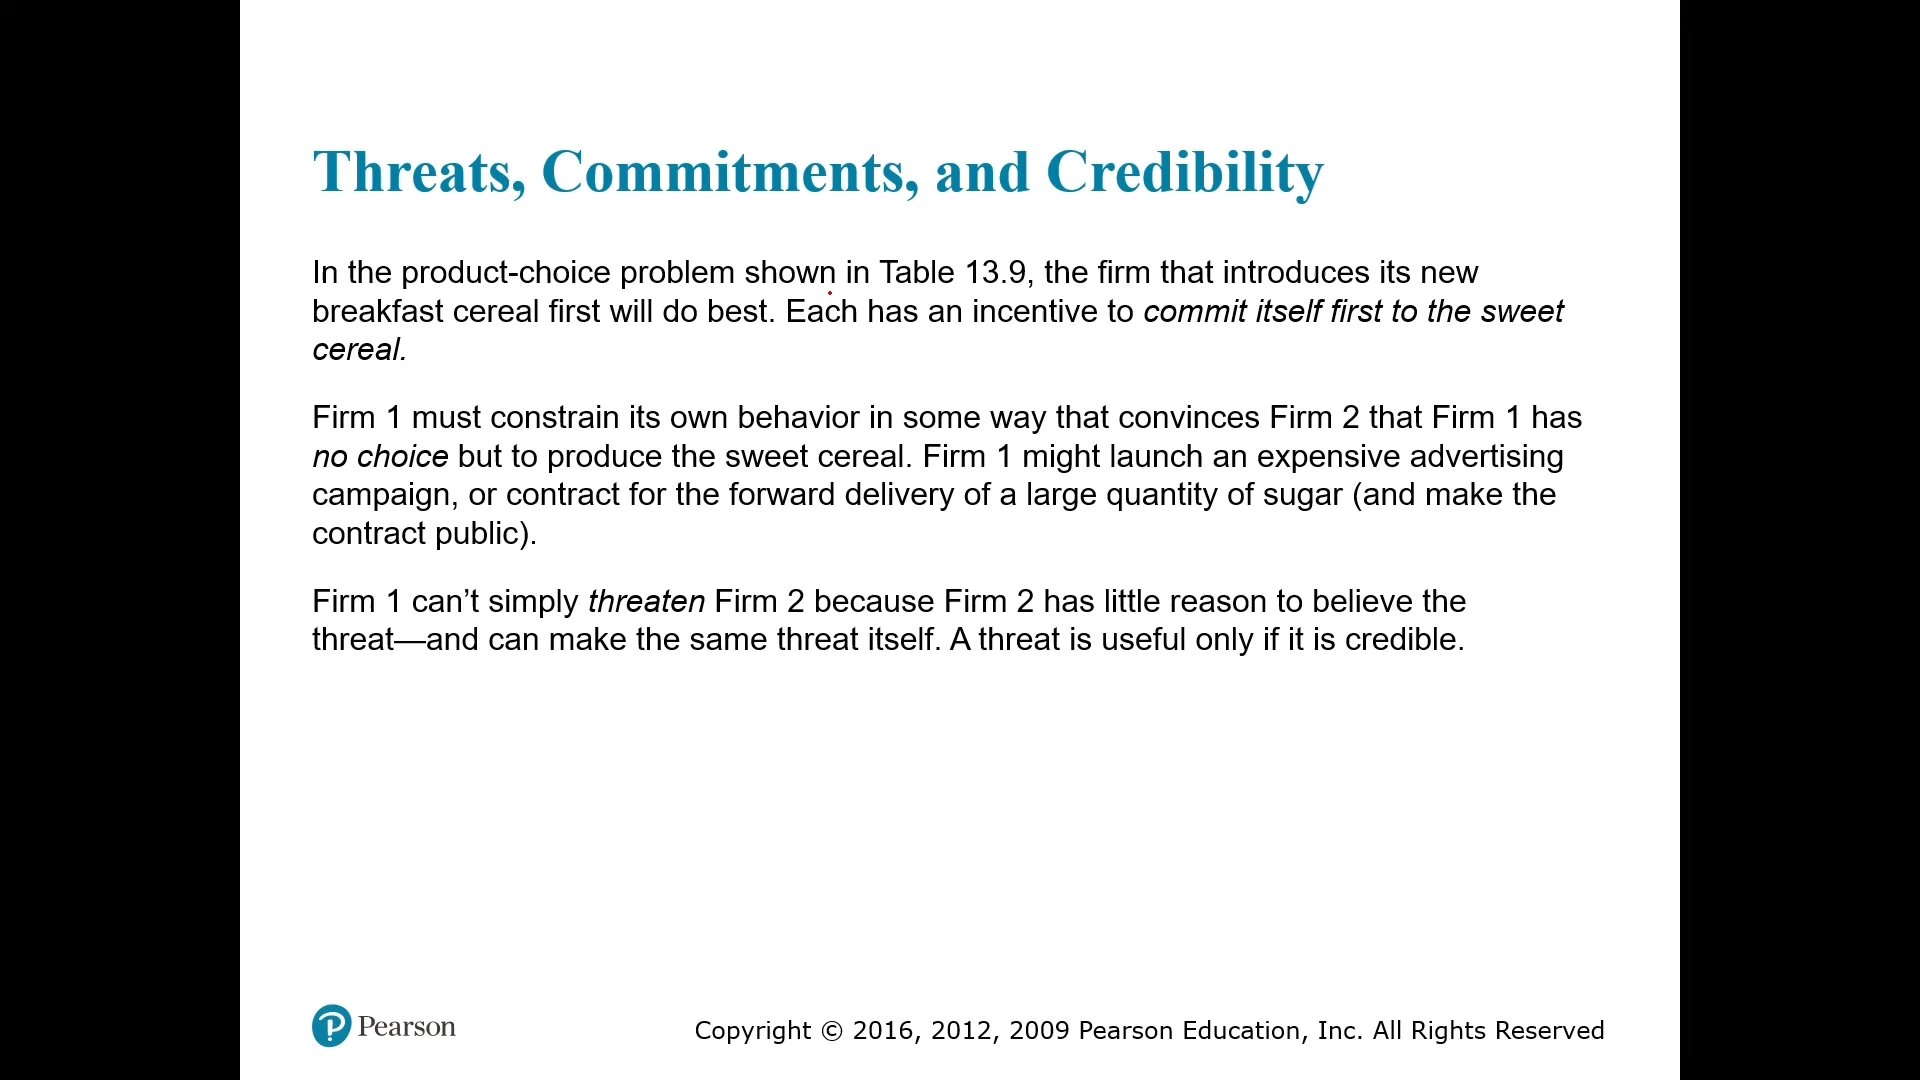 Threats, Commitments, and Credibility
In the product-choice problem shown in Table 13.9, the firm that introduces its new
breakfast cereal first will do best. Each has an incentive to commit itself first to the sweet
cereal.
Firm 1 must constrain its own behavior in some way that convinces Firm 2 that Firm 1 has
no choice but to produce the sweet cereal. Firm 1 might launch an expensive advertising
campaign, or contract for the forward delivery of a large quantity of sugar (and make the
contract public).
Firm 1 can’t simply threaten Firm 2 because Firm 2 has little reason to believe the
threat—and can make the same threat itself. A threat is useful only if it is credible.
Pearson
Copyright © 2016, 2012, 2009 Pearson Education, Inc. All Rights Reserved